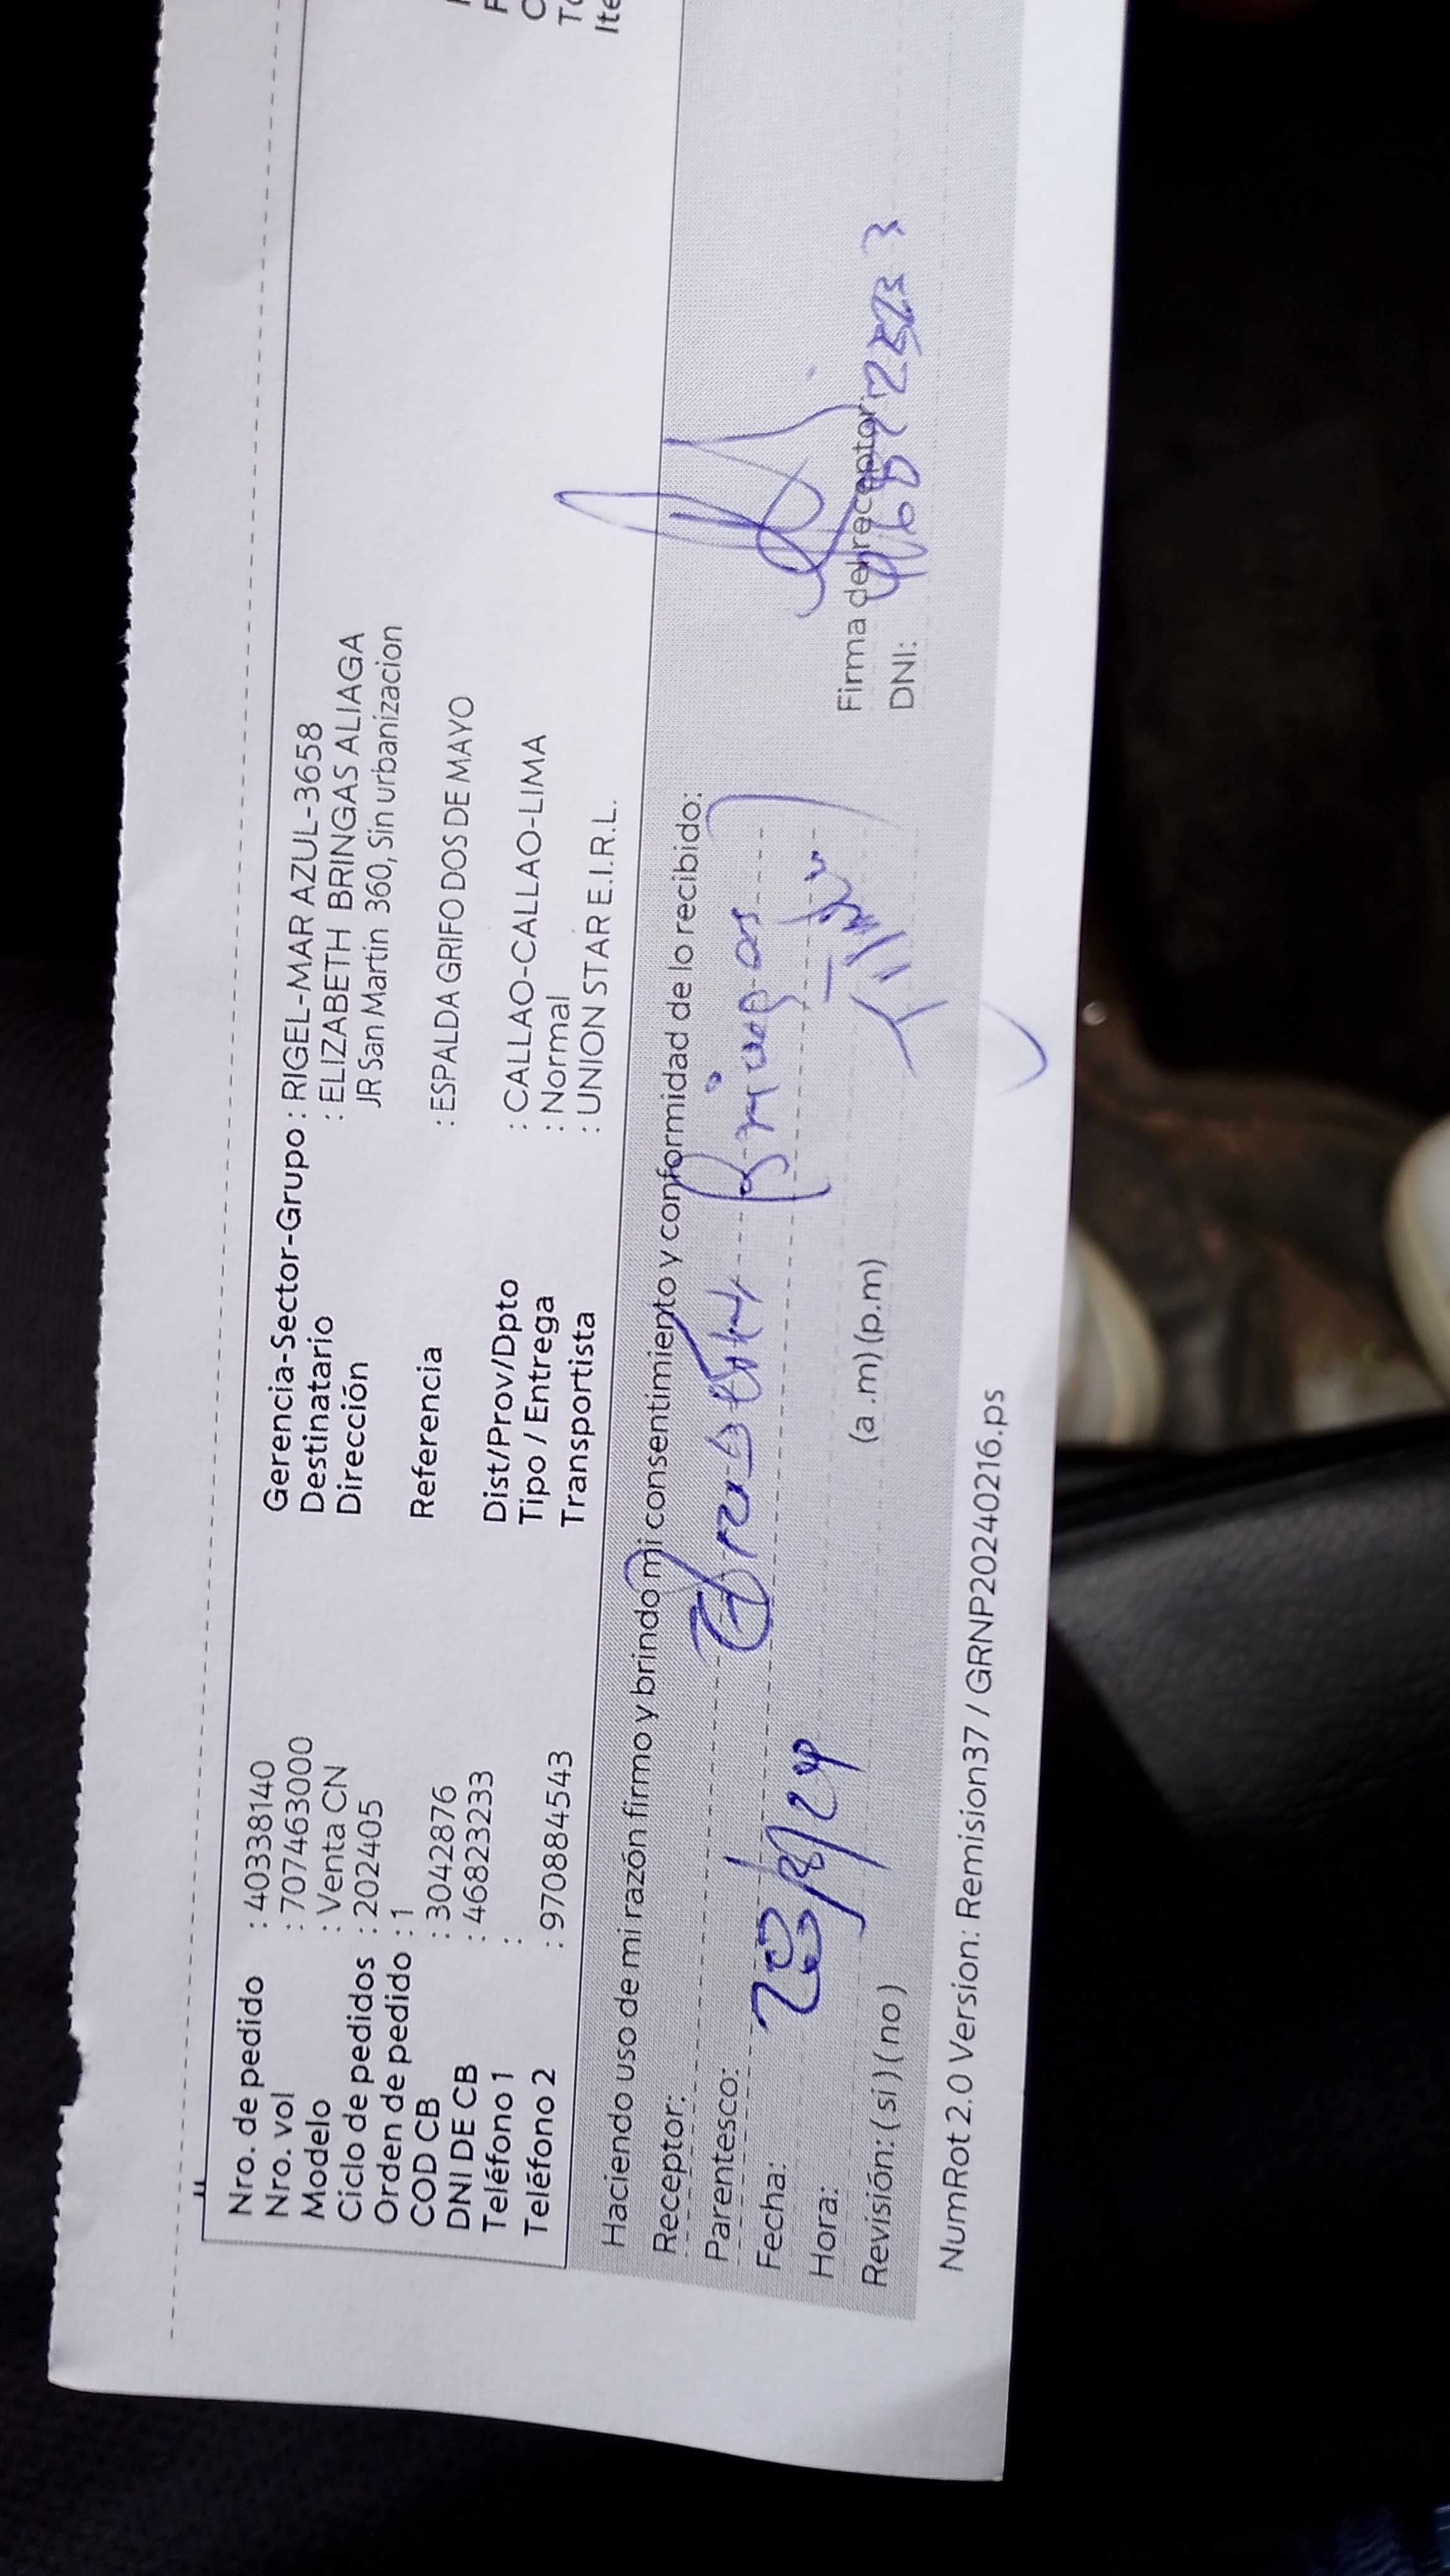 Nro. de pedido : 40338140
Nro. vol : 707463000
Modelo : Venta CN
Ciclo de pedidos : 202405
Orden de pedido : 1
COD CB : 3042876
DNI DE CB : 46823233
Teléfono 1 :
Teléfono 2 : 970884543
Gerencia-Sector-Grupo : RIGEL-MAR AZUL-3658
Destinatario : ELIZABETH BRINGAS ALIAGA
Dirección JR San Martin 360, Sin urbanizacion
Referencia : ESPALDA GRIFO DOS DE MAYO
Dist/Prov/Dpto : CALLAO-CALLAO-LIMA
Tipo / Entrega : Normal
Transportista : UNION STAR E.I.R.L.
Ite
Haciendo uso de mi razón firmo y brindo mi consentimiento y conformidad de lo recibido:
Receptor: Bringas
Parentesco:
Fecha:
Hora: (a .m) (p.m)
Revisión: (si) (no)
Firma del receptor:
DNI:
NumRot 2.0 Version: Remision37 / GRNP20240216.ps